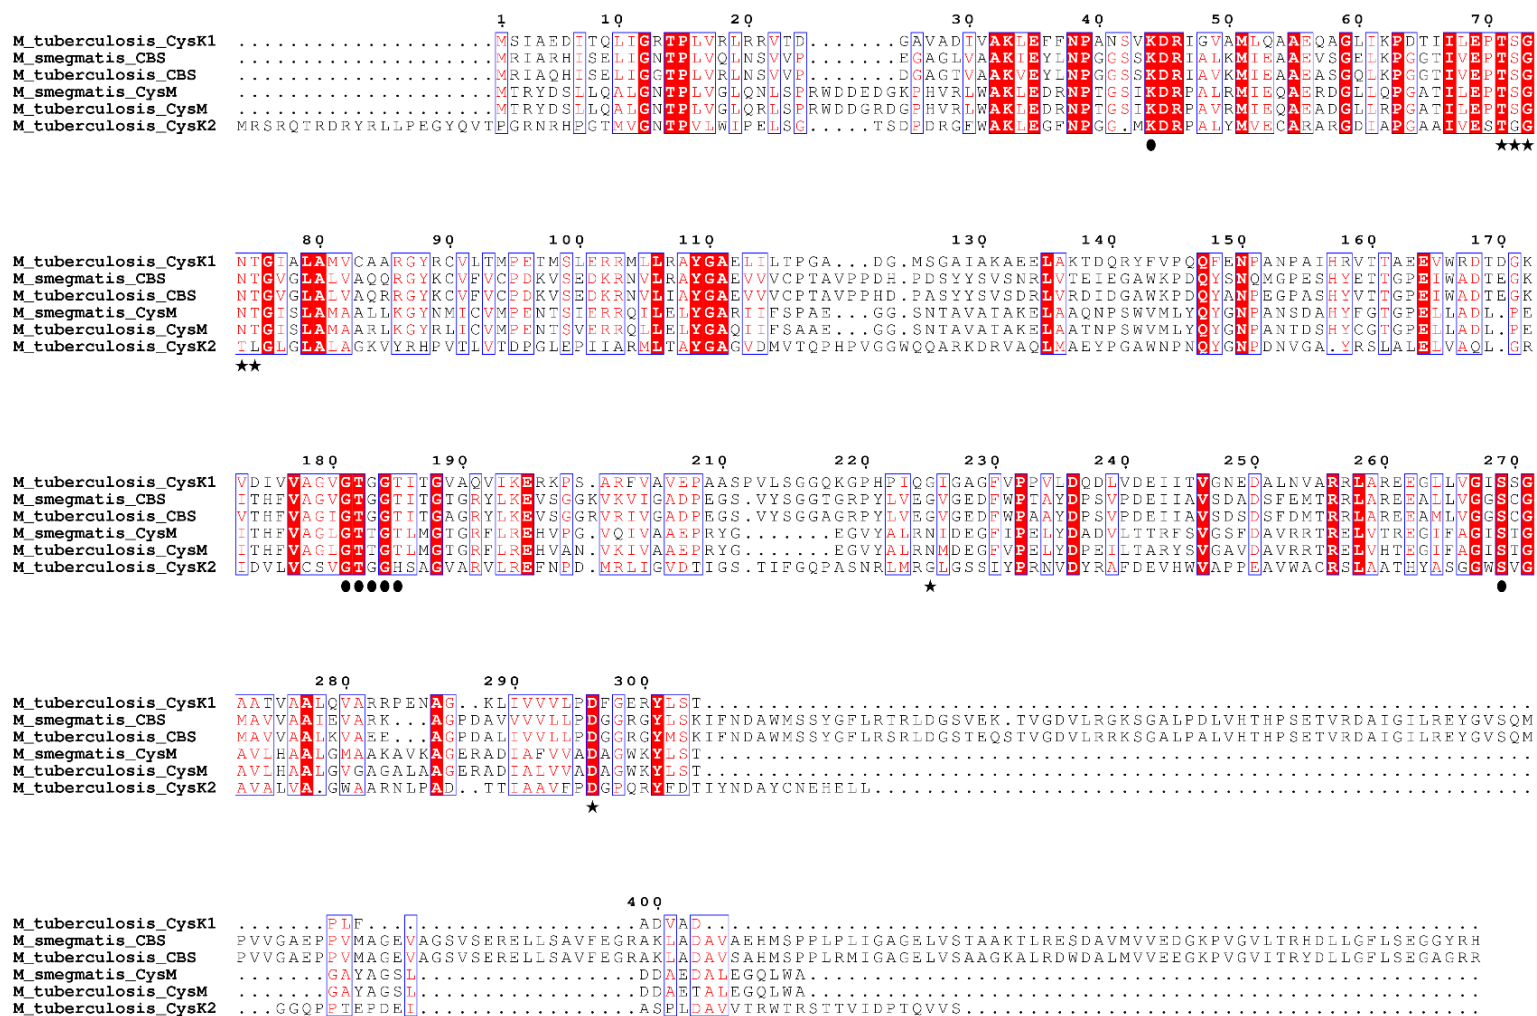 1 10 20 30 40 50 60 70
M_tuberculosis_CysK1 ....................MSIAEDITQLIGRTPLVRLRRVTD.......GAVADIVAKLEFFNPANSVKDRIGVAMLQAAEQAGLIKPDTIILEPTSG
M_smegmatis_CBS ....................MRIARHISELIGNTPLVQLNSVVP.......EGAGLVAAKIEYLNPGGSSKDRIALKMIEAAEVSGELKPGGTIVEPTSG
M_tuberculosis_CBS ....................MRIAQHISELIGGTPLVRLNSVVP.......DGAGTVAAKVEYLNPGGSSKDRIAVKMIEAAEASGQLKPGGTIVEPTSG
M_smegmatis_CysM ....................MTRYDSLLQALGNTPLVGLQNLSPRWDDEDGKPHVRLWAKLEDRNPTGSIKDRPALRMIEQAERDGLLQPGATILEPTSG
M_tuberculosis_CysM ....................MTRYDSLLQALGNTPLVGLQRLSPRWDDGRDGPHVRLWAKLEDRNPTGSIKDRPAVRMIEQAEADGLLRPGATILEPTSG
M_tuberculosis_CysK2 MRSRQTRDRYRLLPEGYQVTPGRNRHPGTMVGNTPVLWIPELSG.....TSDPDRGFWAKLEGFNPGG.MKDRPALYMVECARARGDIAPGAAIVESTGG
80 90 100 110 130 140 150 160 170
M_tuberculosis_CysK1 NTGIALAMVCAARGYRCVLTMPETMSLERRMLLRAYGAELILTPGA...DG.MSGAIAKAEELAKTDQRYFVPQQFENPANPAIHRVTTAEEVWRDTDGK
M_smegmatis_CBS NTGVGLALVAQQRGYKCVFVCPDKVSEDKRNVLRAYGAEVVVCPTAVPPDH.PDSYYSVSNRLVTEIEGAWKPDQYSNQMGPESHYETTGPEIWADTDGK
M_tuberculosis_CBS NTGVGLALVAQRRGYKCVFVCPDKVSEDKRNVLIAYGAEVVVCPTAVPPHD.PASYYSVSDRLVRDIDGAWKPDQYANPEGPASHYVTTGPEIWADTEGK
M_smegmatis_CysM NTGISLAMAALLKGYNMICVMPENTSIERRQILELYGARIIFSPAE...GG.SNTAVATAKELAAQNPSWVMLYQYGNPANSDAHYFGTGPELLADL.PE
M_tuberculosis_CysM NTGISLAMAARLKGYRLICVMPENTSVERRQLLELYGAQIIFSAAE...GG.SNTAVATAKELAATNPSWVMLYQYGNPANTDSHYCGTGPELLADL.PE
M_tuberculosis_CysK2 TLGLGLALAGKVYRHPVTLVTDPGLEPIIARMLTAYGAGVDMVTQPHPVGGWQQARKDRVAQLMAEYPGAWNPNQYGNPDNVGA.YRSLALELVAQL.GR
180 190 210 220 230 240 250 260 270
M_tuberculosis_CysK1 VDIVVAGVGTGGTITGVAQVIKERKPS.ARFVAVEPAASPVLSGGQKGPHPIQGIGAGFVPPVLDQDLVDEIITVGNEDALNVARRLAREEGLLVGISSG
M_smegmatis_CBS ITHFVAGVGTGGTITGTGRYLKEVSGGKVKVIGADPEGS.VYSGGTGRPYLVEGVGEDFWPTAYDPSVPDEIIAVSDADSFEMTRRLAREEALLVGGSCG
M_tuberculosis_CBS VTHFVAGIGTGGTITGAGRYLKEVSGGRVRIVGADPEGS.VYSGGAGRPYLVEGVGEDFWPAAYDPSVPDEIIAVSDSDSFDMTRRLAREEAMLVGGSCG
M_smegmatis_CysM ITHFVAGLGTTGTLMGTGRFLREHVPG.VQIVAAEPRYG.......EGVYALRNIDEGFIPELYDADVLTTRFSVGSFDAVRRTRELVTREGIFAGISTG
M_tuberculosis_CysM ITHFVAGLGTTGTLMGTGRFLREHVAN.VKIVAAEPRYG.......EGVYALRNMDEGFVPELYDPEILTARYSVGAVDAVRRTRELVHTEGIFAGISTG
M_tuberculosis_CysK2 IDVLVCSVGTGGHSAGVARVLREFNPD.MRLIGVDTIGS.TIFGQPASNRLMRGLGSSIYPRNVDYRAFDEVHWVAPPEAVWACRSLAATHYASGGWSVG
280 290 300
M_tuberculosis_CysK1 AATVAALQVARRPENAG..KLIVVVLPDFGERYLST................................................................
M_smegmatis_CBS MAVVAAIEVARK...AGPDAVVVVLLPDGGRGYLSKIFNDAWMSSYGFLRTRLDGSVEK.TVGDVLRGKSGALPDLVHTHPSETVRDAIGILREYGVSQM
M_tuberculosis_CBS MAVVAALKVAEE...AGPDALIVVLLPDGGRGYMSKIFNDAWMSSYGFLRSRLDGSTEQSTVGDVLRRKSGALPALVHTHPSETVRDAIGILREYGVSQM
M_smegmatis_CysM AVLHAALGMAAKAVKAGERADIAFVVADAGWKYLST................................................................
M_tuberculosis_CysM AVLHAALGVGAGALAAGERADIALVVADAGWKYLST................................................................
M_tuberculosis_CysK2 AVALVA.GWAARNLPAD..TTIAAVFPDGPQRYFDTIYNDAYCNEHELL...................................................
400
M_tuberculosis_CysK1 .......PLF.....................ADVAD............................................................
M_smegmatis_CBS PVVGAEPPVMAGEVAGSVSERELLSAVFEGRAKLADAVAEHMSPPLPLIGAGELVSTAAKTLRESDAVMVVEDGKPVGVLTRHDLLGFLSEGGYRH
M_tuberculosis_CBS PVVGAEPPVMAGEVAGSVSERELLSAVFEGRAKLADAVSAHMSPPLRMIGAGELVSAAGKALRDWDALMVVEEGKPVGVITRYDLLGFLSEGAGRR
M_smegmatis_CysM .......GAYAGSL.................DDAEDALEGQLWA....................................................
M_tuberculosis_CysM .......GAYAGSL.................DDAETALEGQLWA....................................................
M_tuberculosis_CysK2 ...GGQPPTEPDEI.................ASPLDAVVTRWTRSTTVIDPTQVVS........................................